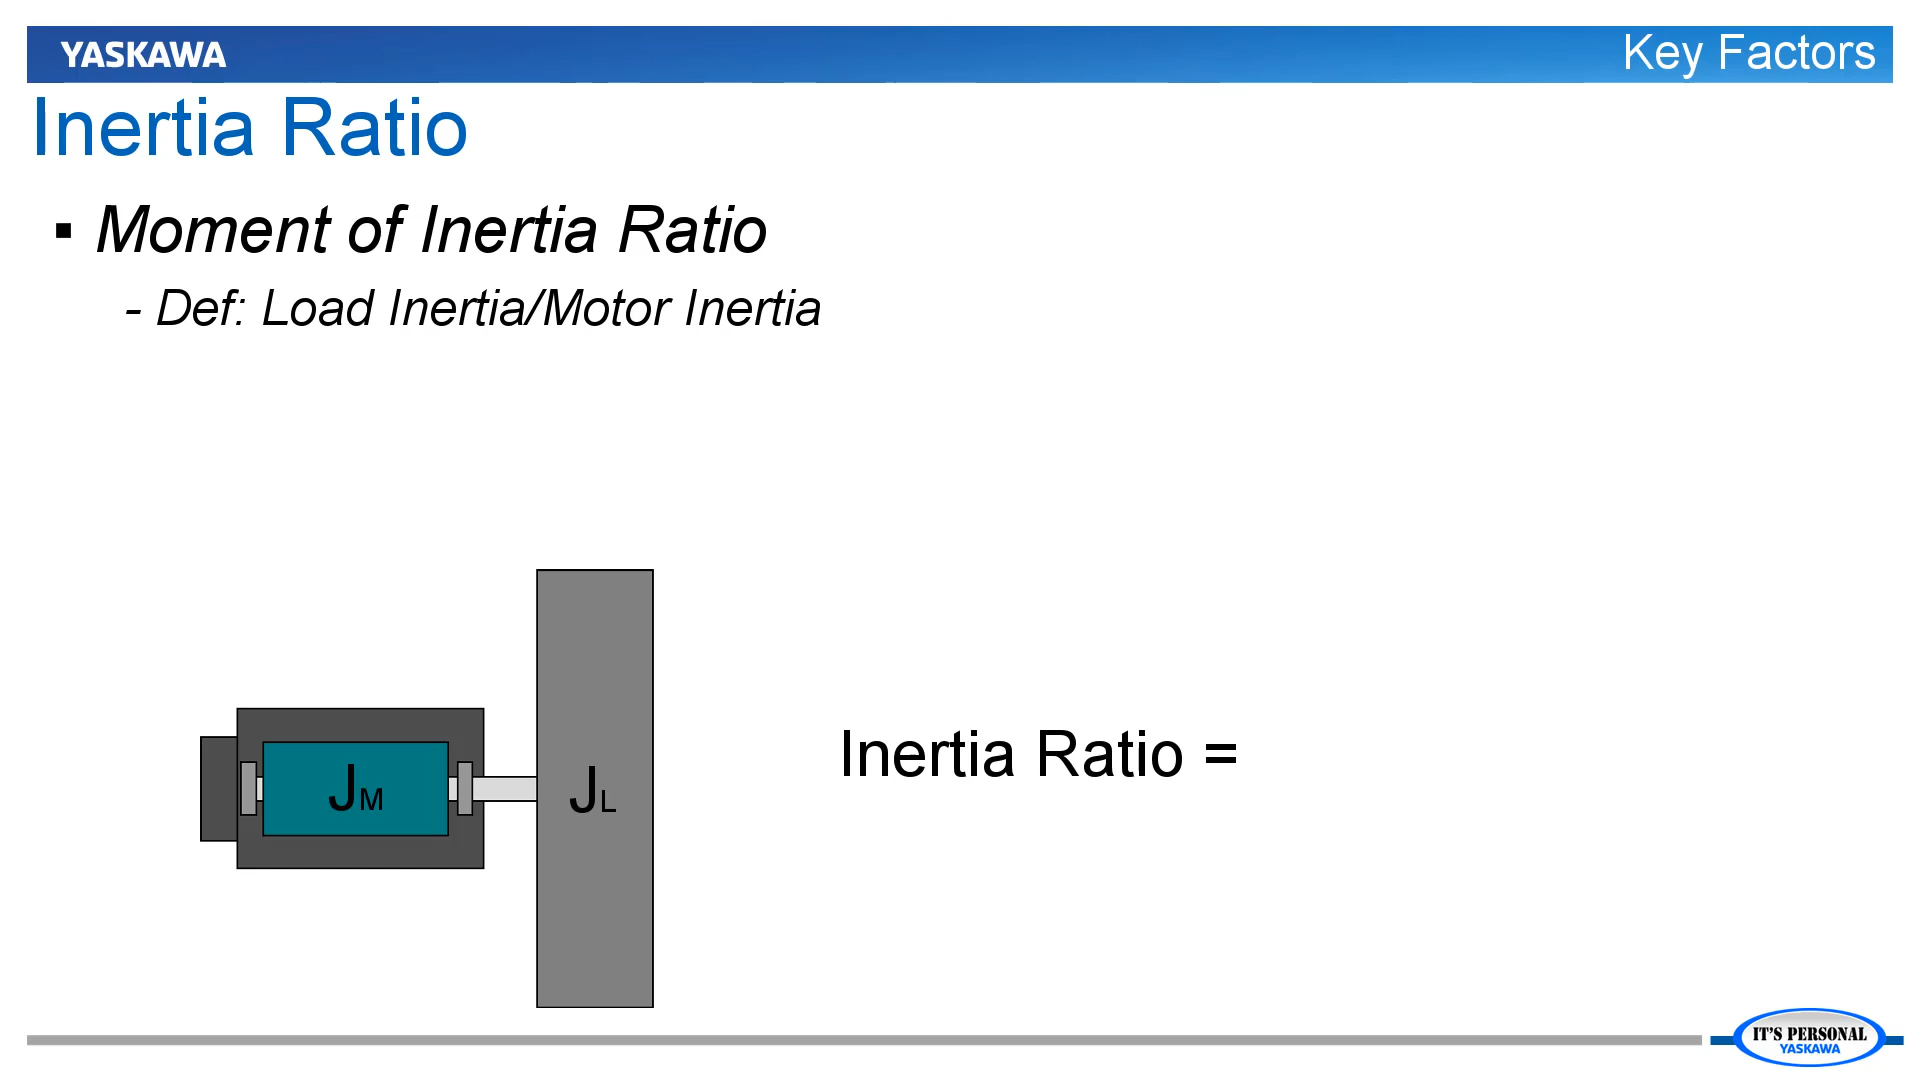 YASKAWA
Key Factors
Inertia Ratio
▪ Moment of Inertia Ratio
- Def: Load Inertia/Motor Inertia
JM
JL
Inertia Ratio =
IT'S PERSONAL
YASKAWA